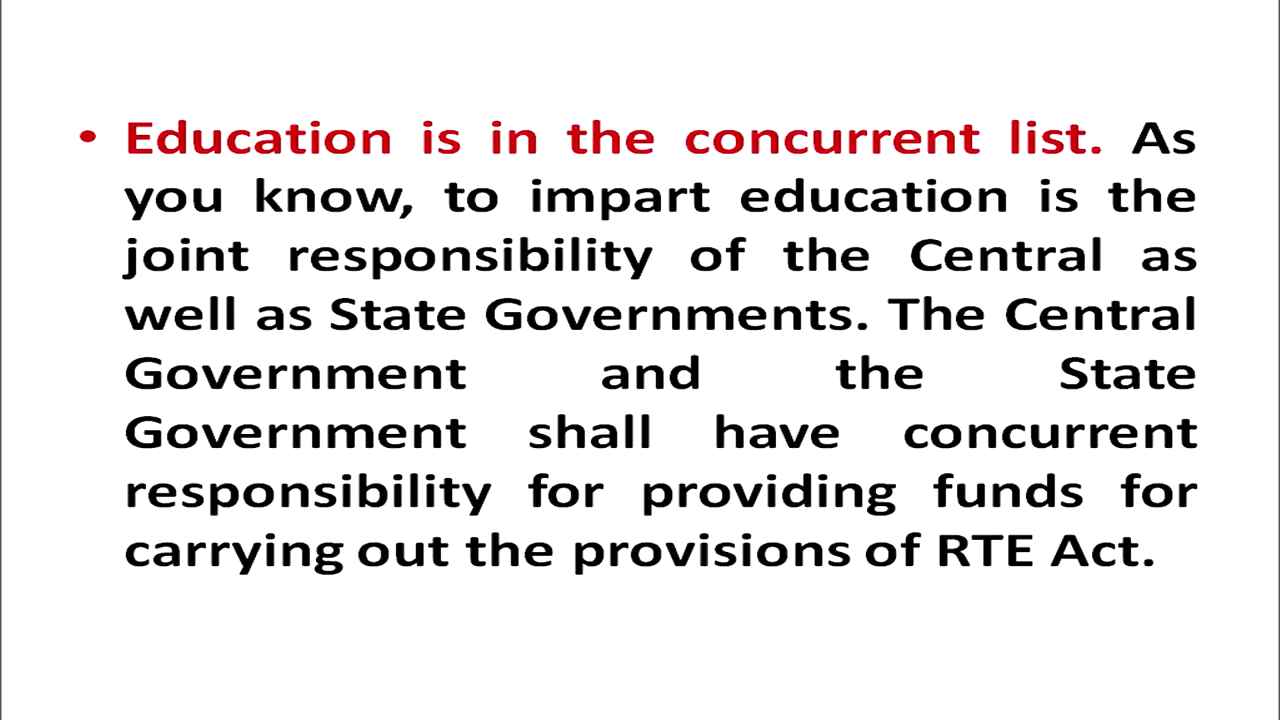 • Education is in the concurrent list. As
you know, to impart education is the
joint responsibility of the Central as
well as State Governments. The Central
Government and the State
Government shall have concurrent
responsibility for providing funds for
carrying out the provisions of RTE Act.